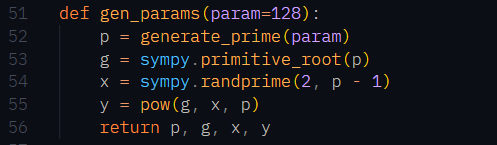 51 def gen_params(param=128):
52     p = generate_prime(param)
53     g = sympy.primitive_root(p)
54     x = sympy.randprime(2, p - 1)
55     y = pow(g, x, p)
56     return p, g, x, y